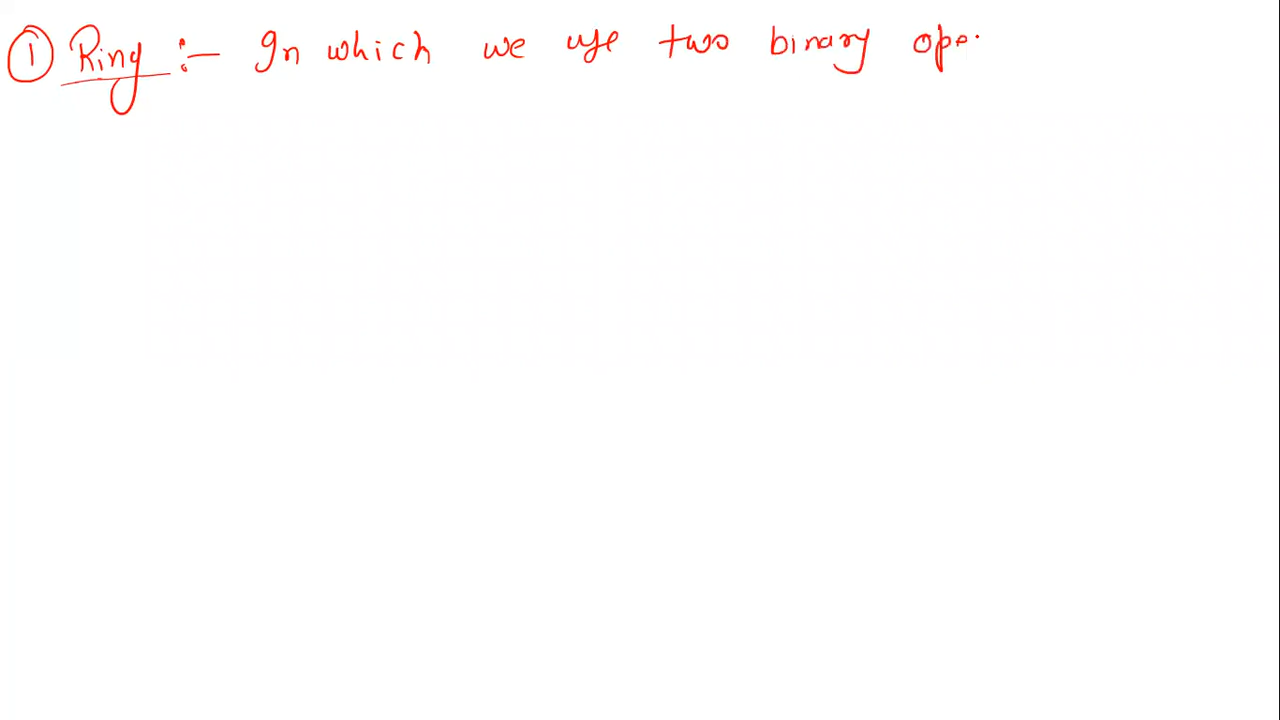 ① Ring :- In which we use two binary ope.